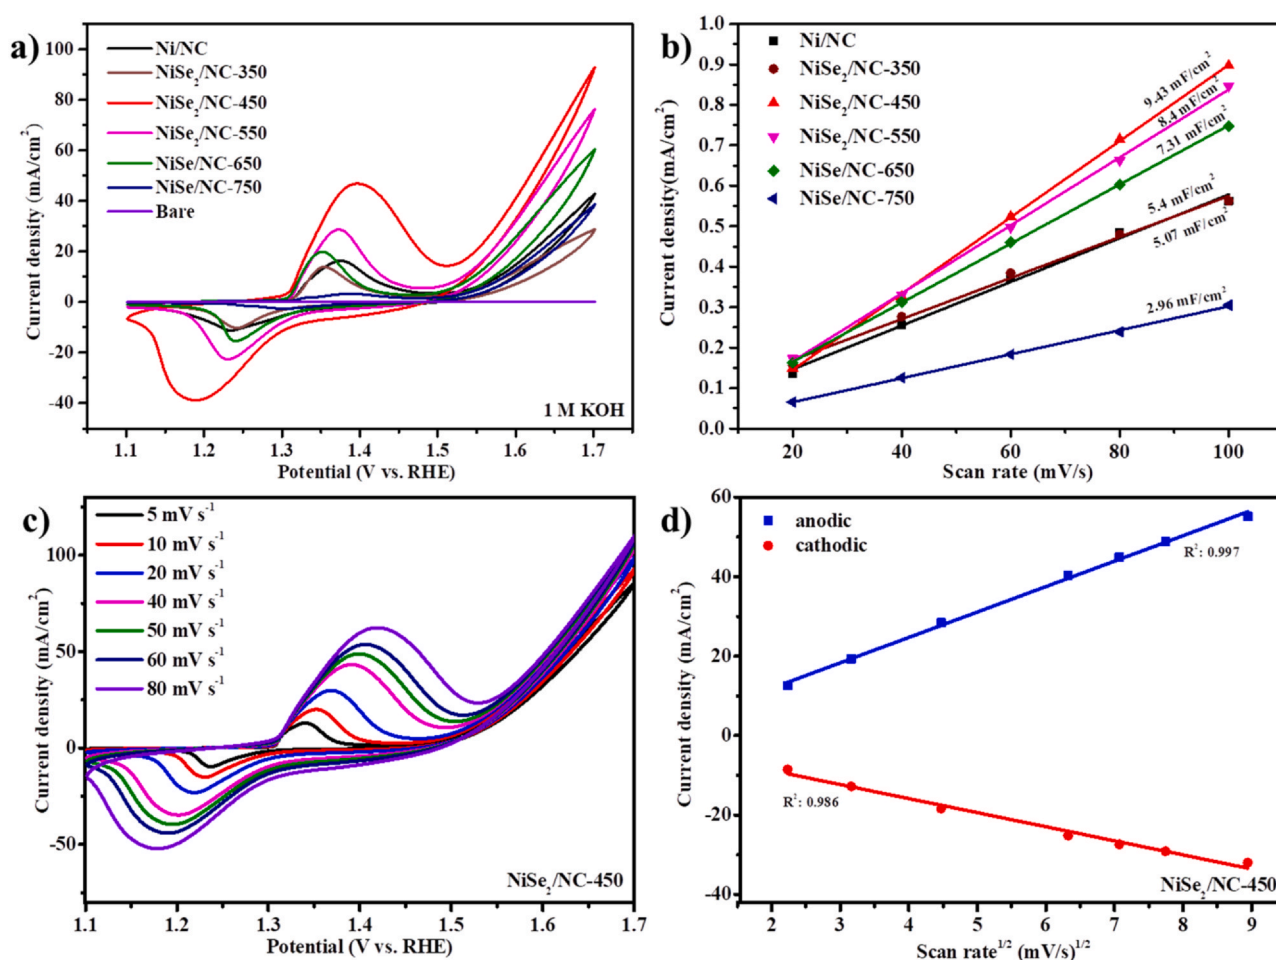 a)
Ni/NC
NiSe₂/NC-350
NiSe₂/NC-450
NiSe₂/NC-550
NiSe/NC-650
NiSe/NC-750
Bare
1 M KOH
100
80
60
40
20
0
-20
-40
Current density (mA/cm²)
1.1 1.2 1.3 1.4 1.5 1.6 1.7
Potential (V vs. RHE)
b)
Ni/NC
NiSe₂/NC-350
NiSe₂/NC-450
NiSe₂/NC-550
NiSe/NC-650
NiSe/NC-750
9.43 mF/cm²
8.4 mF/cm²
7.31 mF/cm²
5.4 mF/cm²
5.07 mF/cm²
2.96 mF/cm²
1.0
0.9
0.8
0.7
0.6
0.5
0.4
0.3
0.2
0.1
0.0
Current density(mA/cm²)
20 40 60 80 100
Scan rate (mV/s)
c)
5 mV s⁻¹
10 mV s⁻¹
20 mV s⁻¹
40 mV s⁻¹
50 mV s⁻¹
60 mV s⁻¹
80 mV s⁻¹
NiSe₂/NC-450
100
50
0
-50
Current density (mA/cm²)
1.1 1.2 1.3 1.4 1.5 1.6 1.7
Potential (V vs. RHE)
d)
anodic
cathodic
R²: 0.997
R²: 0.986
NiSe₂/NC-450
60
40
20
0
-20
-40
Current density (mA/cm²)
2 3 4 5 6 7 8 9
Scan rate¹ᐟ² (mV/s)¹ᐟ²